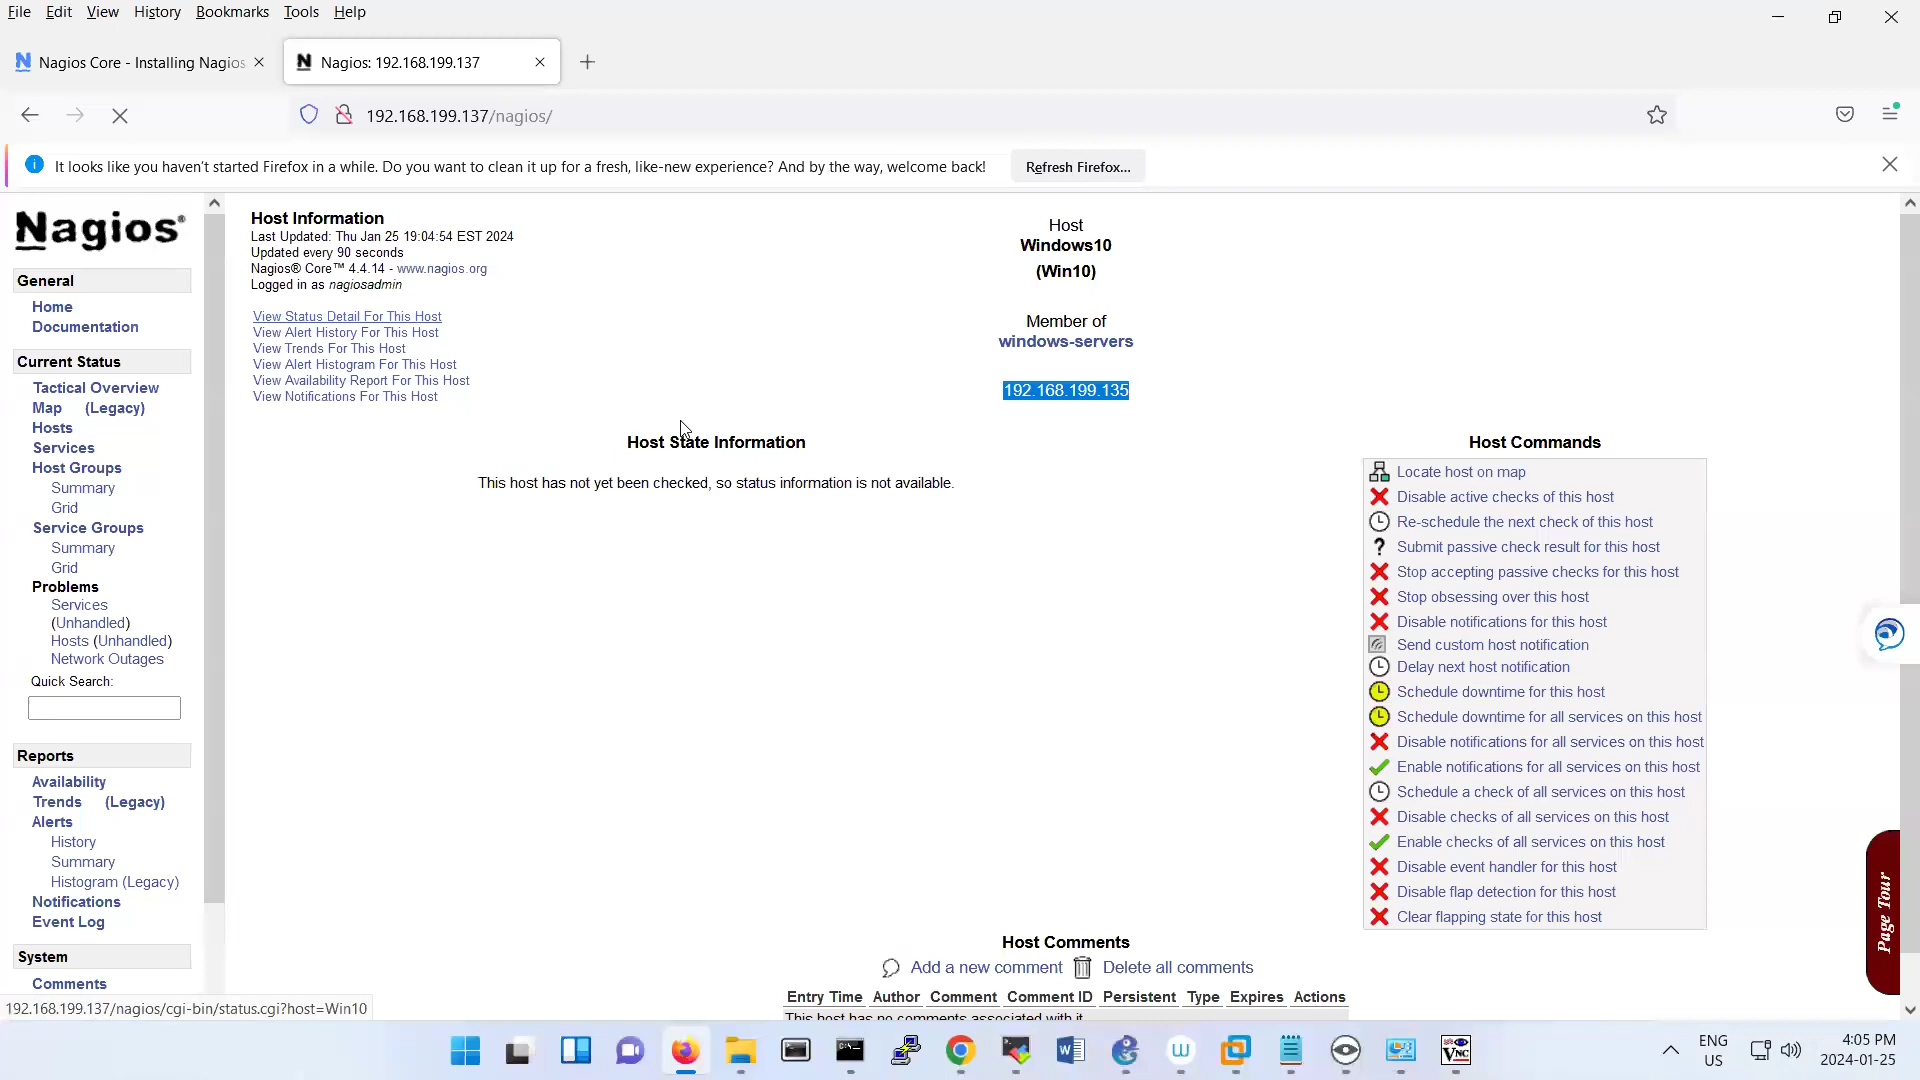 File Edit View History Bookmarks Tools Help
Nagios Core - Installing Nagios
Nagios: 192.168.199.137
192.168.199.137/nagios/
It looks like you haven't started Firefox in a while. Do you want to clean it up for a fresh, like-new experience? And by the way, welcome back!
Refresh Firefox...
Nagios®
General
Home
Documentation
Current Status
Tactical Overview
Map (Legacy)
Hosts
Services
Host Groups
Summary
Grid
Service Groups
Summary
Grid
Problems
Services
(Unhandled)
Hosts (Unhandled)
Network Outages
Quick Search:
Reports
Availability
Trends (Legacy)
Alerts
History
Summary
Histogram (Legacy)
Notifications
Event Log
System
Comments
192.168.199.137/nagios/cgi-bin/status.cgi?host=Win10
Host Information
Last Updated: Thu Jan 25 19:04:54 EST 2024
Updated every 90 seconds
Nagios® Core™ 4.4.14 - www.nagios.org
Logged in as nagiosadmin
View Status Detail For This Host
View Alert History For This Host
View Trends For This Host
View Alert Histogram For This Host
View Availability Report For This Host
View Notifications For This Host
Host
Windows10
(Win10)
Member of
windows-servers
192.168.199.135
Host State Information
This host has not yet been checked, so status information is not available.
Host Commands
Locate host on map
Disable active checks of this host
Re-schedule the next check of this host
Submit passive check result for this host
Stop accepting passive checks for this host
Stop obsessing over this host
Disable notifications for this host
Send custom host notification
Delay next host notification
Schedule downtime for this host
Schedule downtime for all services on this host
Disable notifications for all services on this host
Enable notifications for all services on this host
Schedule a check of all services on this host
Disable checks of all services on this host
Enable checks of all services on this host
Disable event handler for this host
Disable flap detection for this host
Clear flapping state for this host
Page Tour
Host Comments
Add a new comment Delete all comments
Entry Time Author Comment Comment ID Persistent Type Expires Actions
This host has no comments associated with it
ENG
US
4:05 PM
2024-01-25